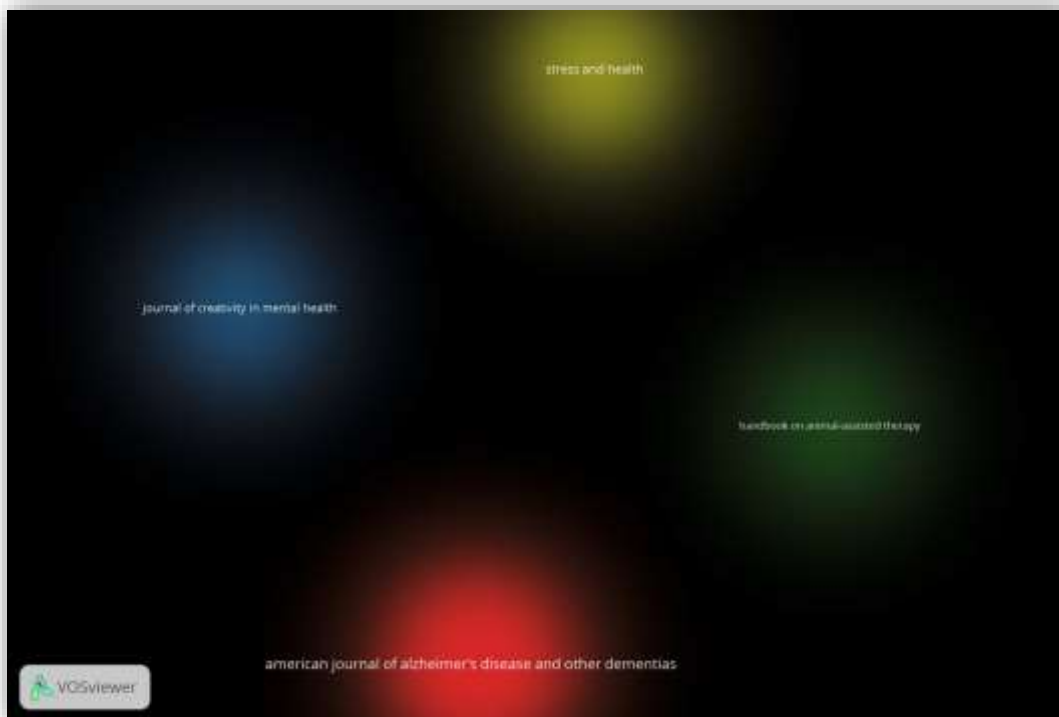 stress and health
journal of creativity in mental health
handbook on animal-assisted therapy
american journal of alzheimer's disease and other dementias
VOSviewer